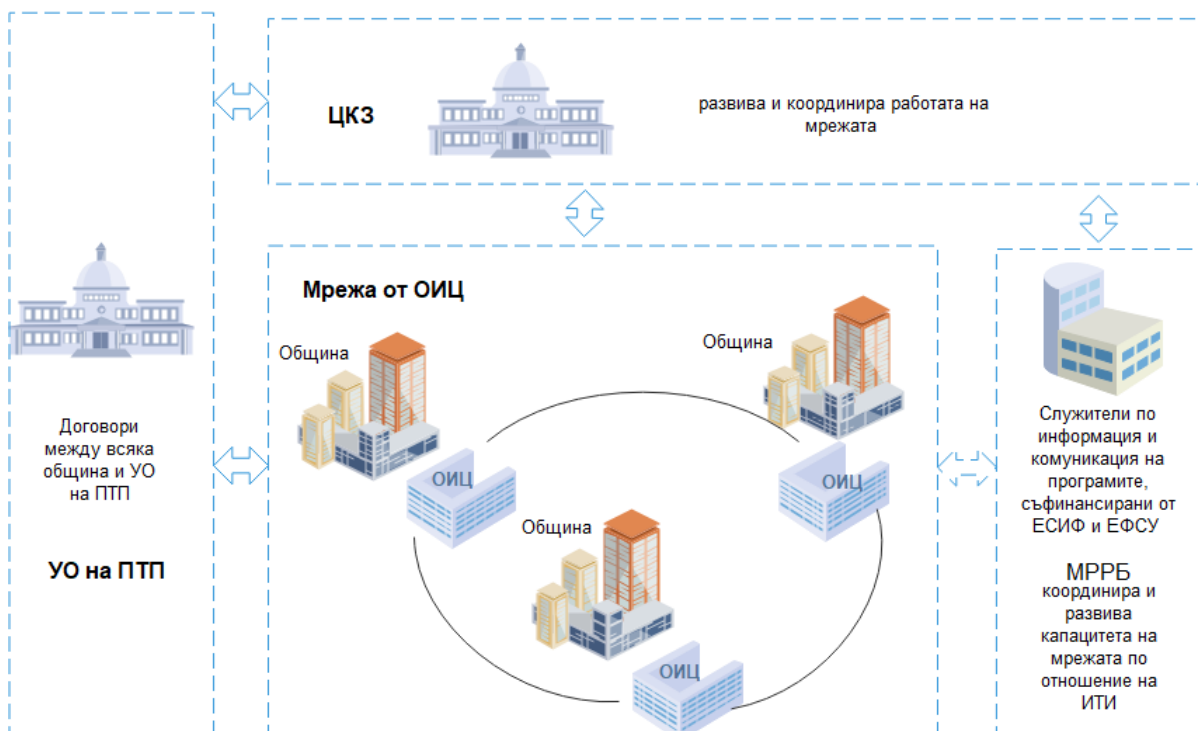 ЦКЗ
развива и координира работата на
мрежата
Договори
между всяка
община и УО
на ПТП
УО на ПТП
Мрежа от ОИЦ
Община
Община
ОИЦ
ОИЦ
Община
ОИЦ
Служители по
информация и
комуникация на
програмите,
съфинансирани от
ЕСИФ и ЕФСУ
МРРБ
координира и
развива
капацитета на
мрежата по
отношение на
ИТИ